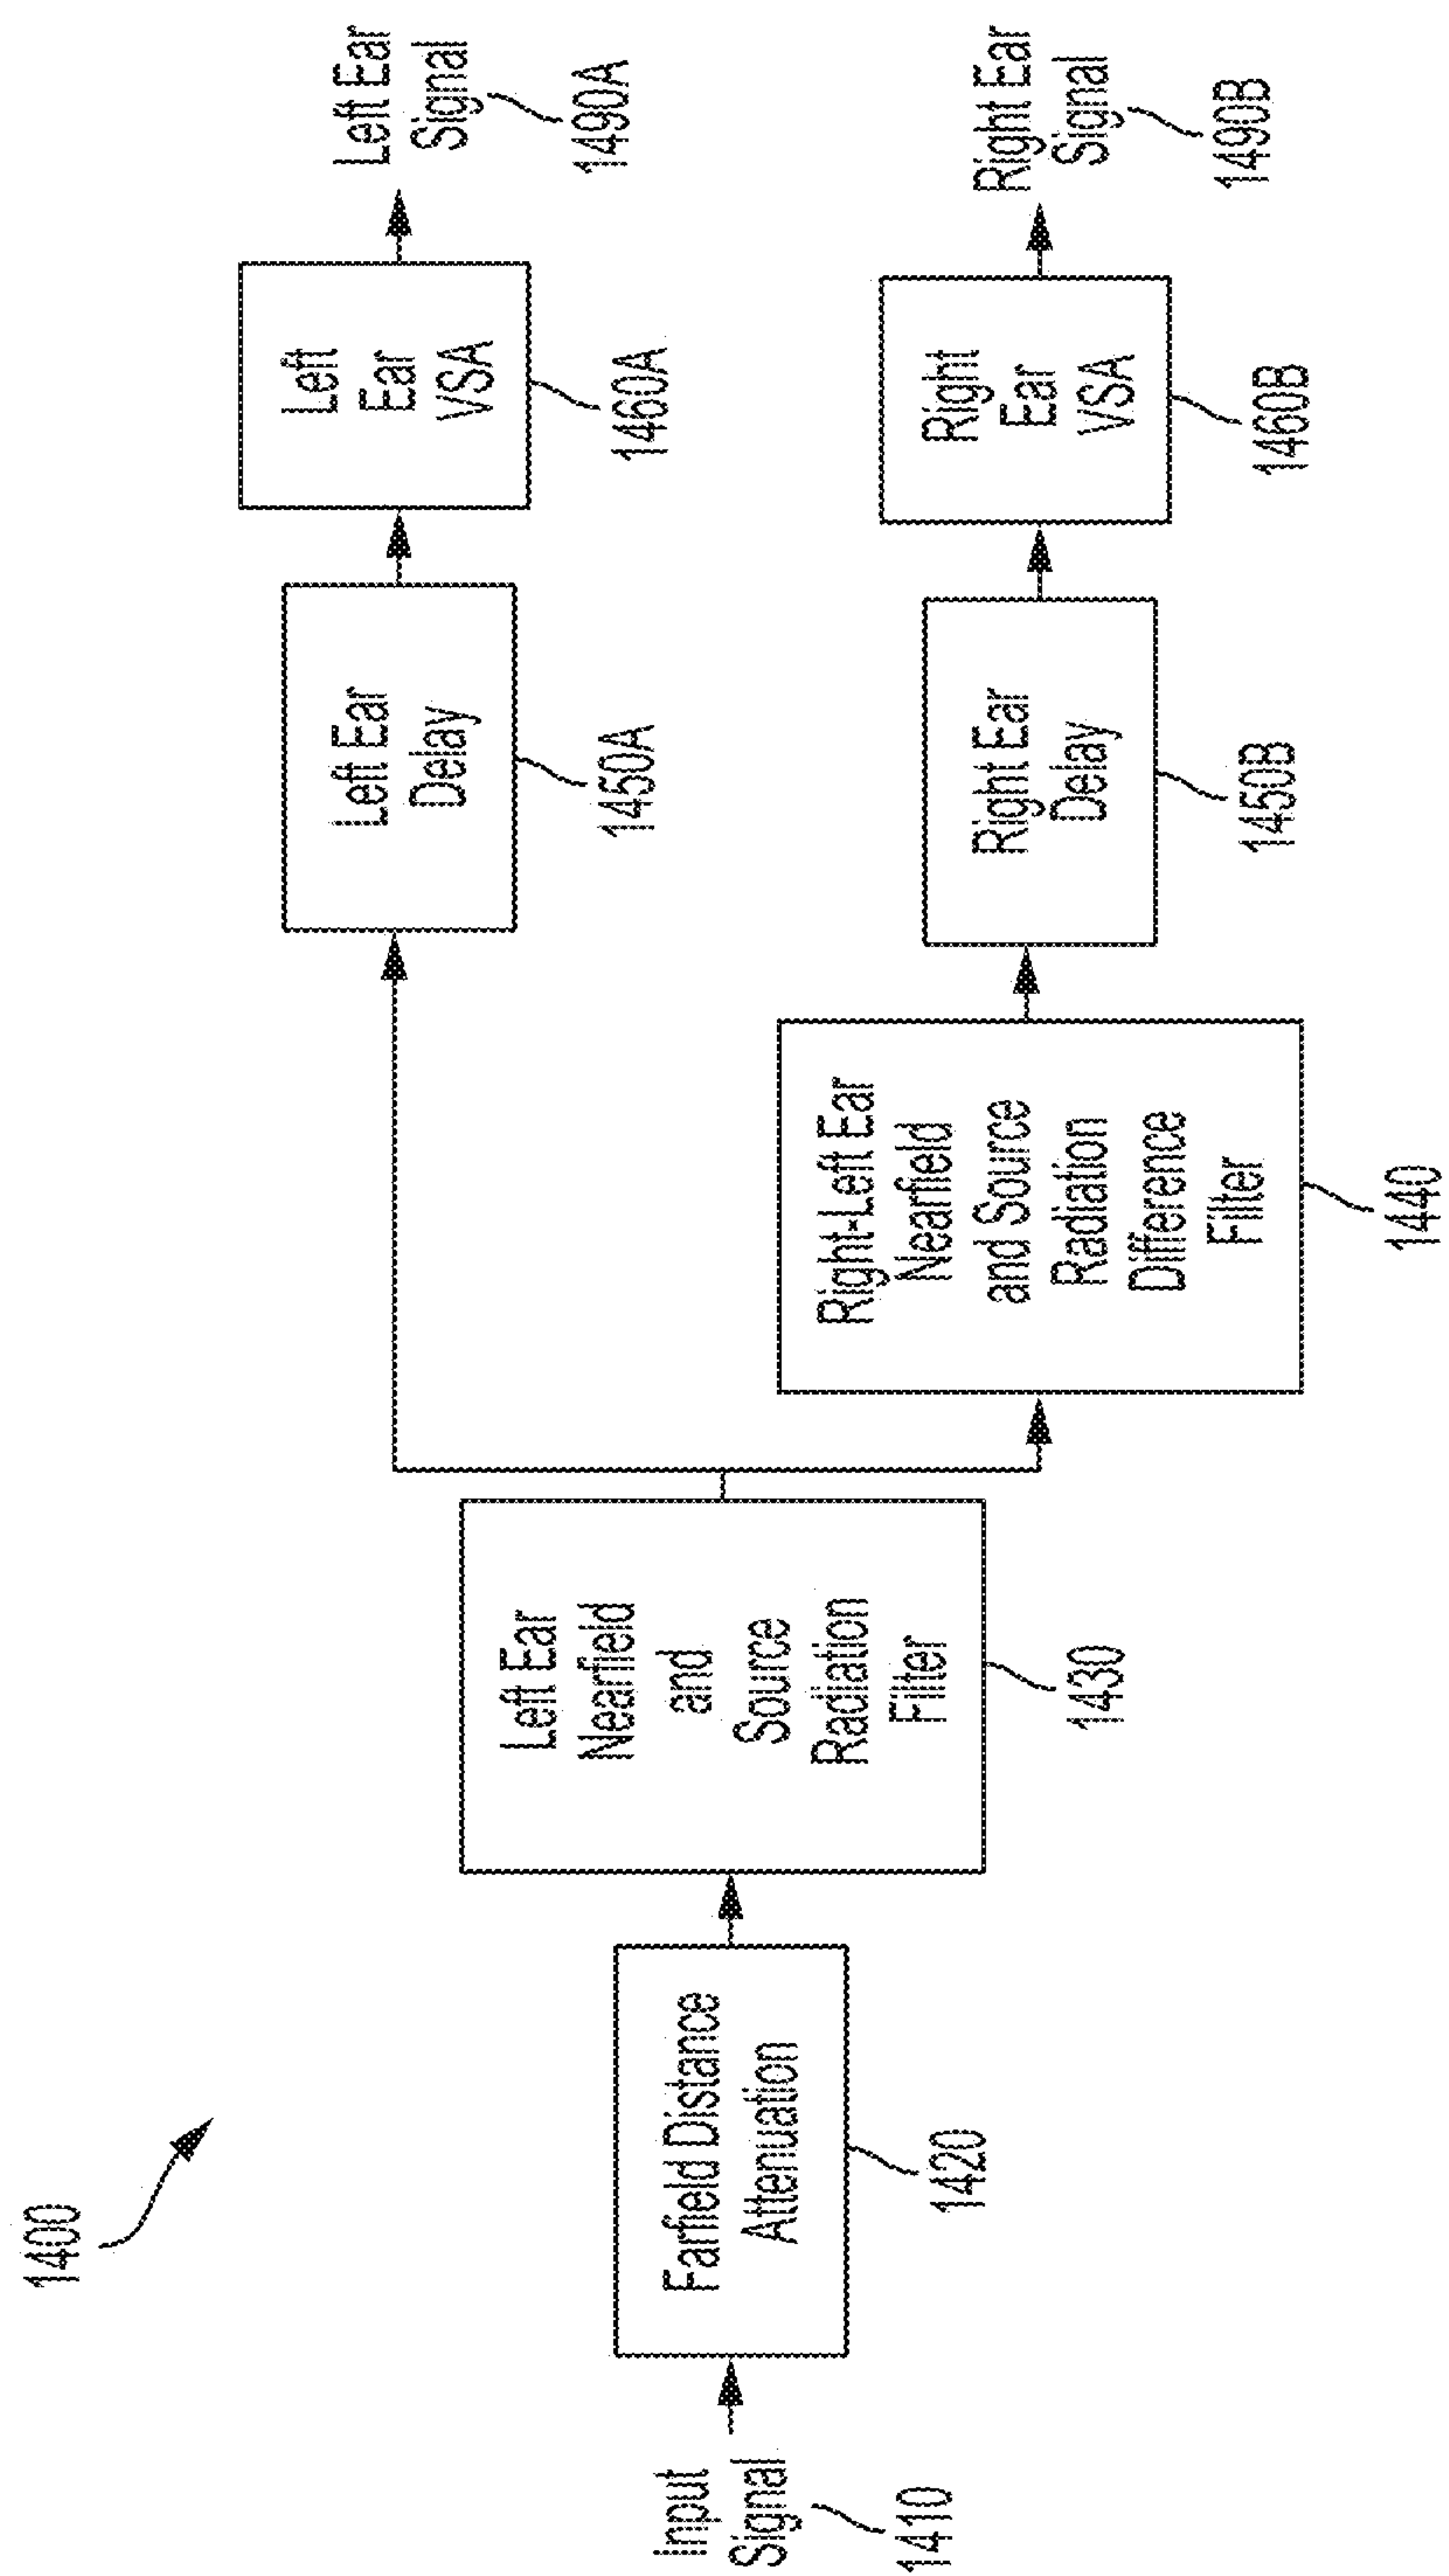 1400
Input
Signal
1410
Farfield Distance
Attenuation
1420
Left Ear
Nearfield
and
Source
Radiation
Filter
1430
Right-Left Ear
Nearfield
and Source
Radiation
Difference
Filter
1440
Left Ear
Delay
1450A
Left
Ear
VSA
1460A
Left Ear
Signal
1490A
Right Ear
Delay
1450B
Right
Ear
VSA
1460B
Right Ear
Signal
1490B